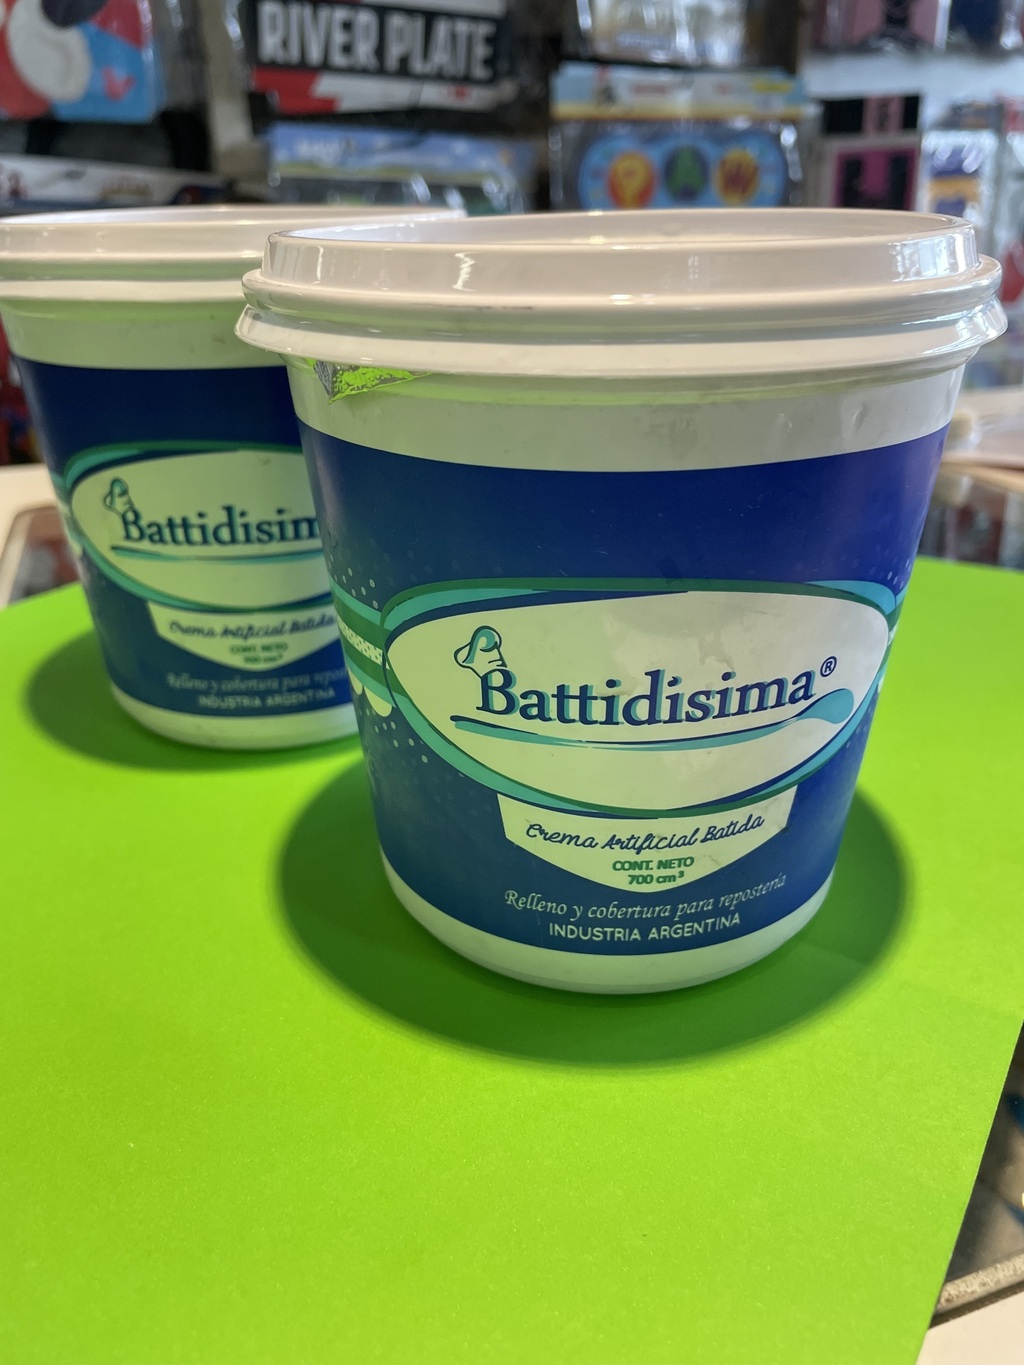 RIVER PLATE
Battidisima®
Crema Artificial Batida
CONT. NETO
700 cm³
Relleno y cobertura para repostería
INDUSTRIA ARGENTINA
Battidisim
Crema Artificial Batida
CONT. NETO
700 cm³
Relleno y cobertura para repost
INDUSTRIA ARGENTINA